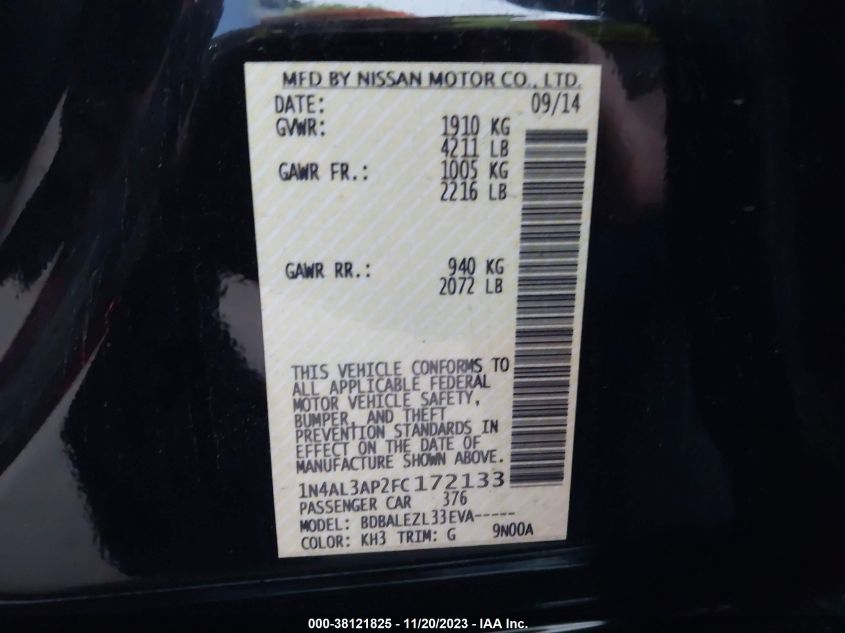 MFD BY NISSAN MOTOR CO., LTD.
DATE: 09/14
GVWR: 1910 KG
4211 LB
GAWR FR.: 1005 KG
2216 LB
GAWR RR.: 940 KG
2072 LB
THIS VEHICLE CONFORMS TO
ALL APPLICABLE FEDERAL
MOTOR VEHICLE SAFETY,
BUMPER, AND THEFT
PREVENTION STANDARDS IN
EFFECT ON THE DATE OF
MANUFACTURE SHOWN ABOVE.
1N4AL3AP2FC172133
PASSENGER CAR 376
MODEL: BDBALEZL33EVA-----
COLOR: KH3 TRIM: G 9N00A
000-38121825 - 11/20/2023 - IAA Inc.